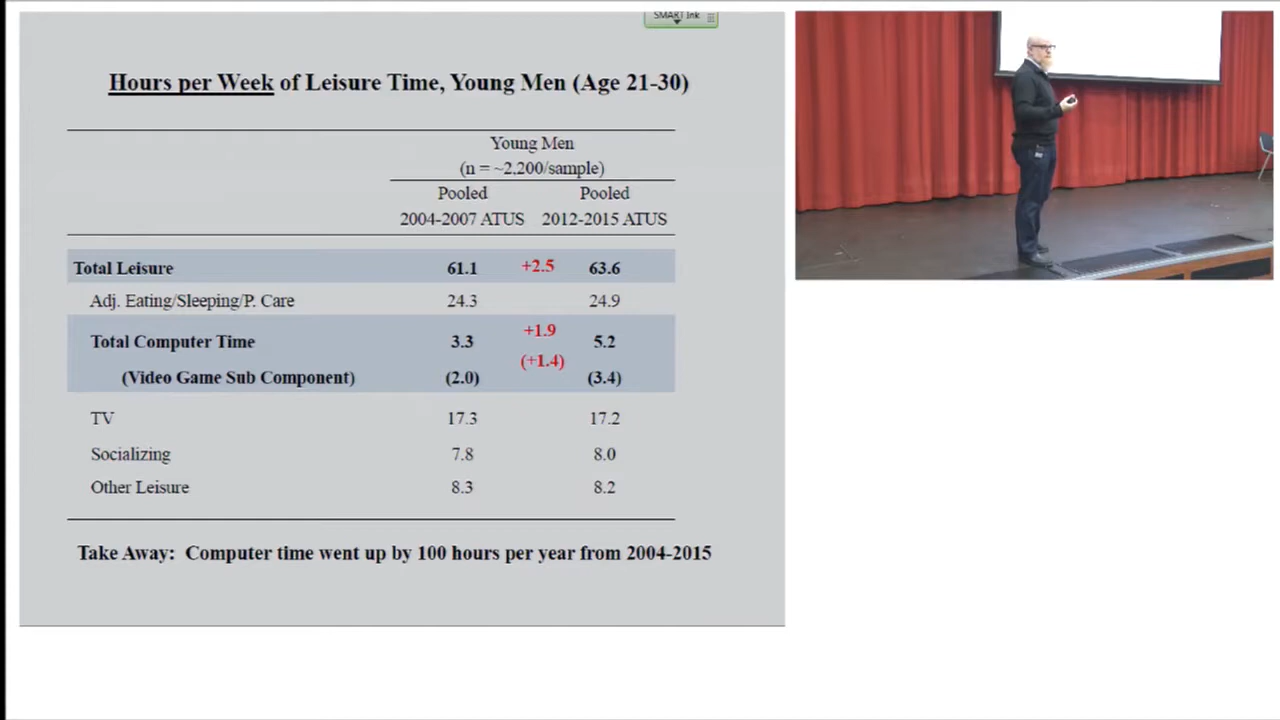 SMART Ink
Hours per Week of Leisure Time, Young Men (Age 21-30)
Young Men
(n = ~2,200/sample)
Pooled Pooled
2004-2007 ATUS 2012-2015 ATUS
Total Leisure 61.1 +2.5 63.6
Adj. Eating/Sleeping/P. Care 24.3 24.9
Total Computer Time 3.3 +1.9 5.2
(+1.4)
(Video Game Sub Component) (2.0) (3.4)
TV 17.3 17.2
Socializing 7.8 8.0
Other Leisure 8.3 8.2
Take Away: Computer time went up by 100 hours per year from 2004-2015